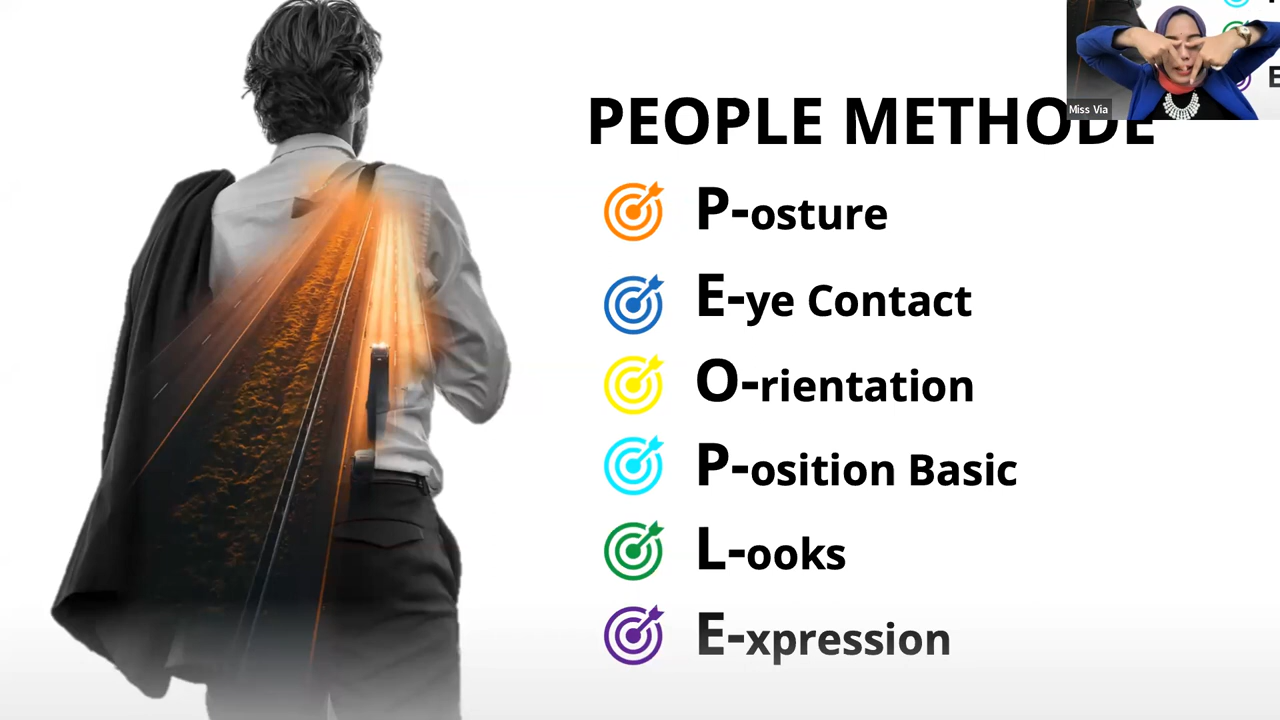 PEOPLE METHODE
Miss Via
P-osture
E-ye Contact
O-rientation
P-osition Basic
L-ooks
E-xpression
E